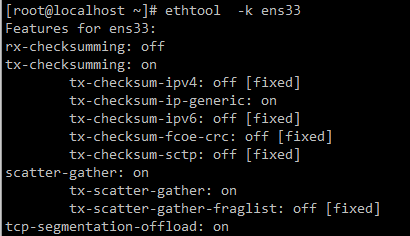 [root@localhost ~]# ethtool  -k ens33
Features for ens33:
rx-checksumming: off
tx-checksumming: on
        tx-checksum-ipv4: off [fixed]
        tx-checksum-ip-generic: on
        tx-checksum-ipv6: off [fixed]
        tx-checksum-fcoe-crc: off [fixed]
        tx-checksum-sctp: off [fixed]
scatter-gather: on
        tx-scatter-gather: on
        tx-scatter-gather-fraglist: off [fixed]
tcp-segmentation-offload: on